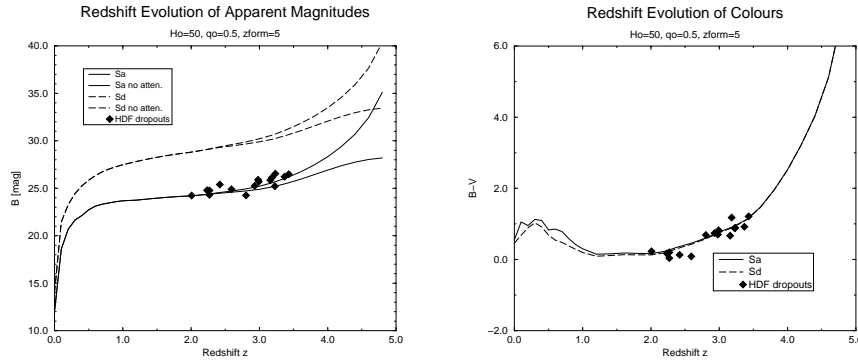 Redshift Evolution of Apparent Magnitudes
Ho=50, qo=0.5, zform=5
40.0
35.0
30.0
25.0
20.0
15.0
10.0
B [mag]
Sa
Sa no atten.
Sd
Sd no atten.
HDF dropouts
0.0 1.0 2.0 3.0 4.0 5.0
Redshift z
Redshift Evolution of Colours
Ho=50, qo=0.5, zform=5
6.0
4.0
2.0
0.0
−2.0
B−V
Sa
Sd
HDF dropouts
0.0 1.0 2.0 3.0 4.0 5.0
Redshift z